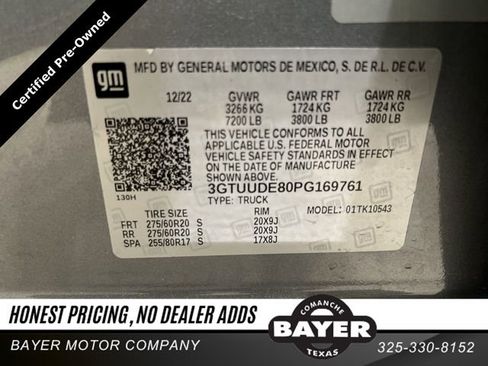 Certified Pre-Owned
gm
MFD BY GENERAL MOTORS DE MEXICO, S. DE R.L. DE C.V.
12/22 GVWR GAWR FRT GAWR RR
3266 KG 1724 KG 1724 KG
7200 LB 3800 LB 3800 LB
THIS VEHICLE CONFORMS TO ALL
APPLICABLE U.S. FEDERAL MOTOR
VEHICLE SAFETY STANDARDS IN EFFECT
ON THE DATE OF MANUFACTURE
SHOWN ABOVE.
3GTUUDE80PG169761
130H TYPE: TRUCK MODEL: 01TK10543
TIRE SIZE RIM
FRT 275/60R20 S 20X9J
RR 275/60R20 S 20X9J
SPA 255/80R17 S 17X8J
HONEST PRICING, NO DEALER ADDS
BAYER MOTOR COMPANY
COMANCHE
BAYER
TEXAS
325-330-8152